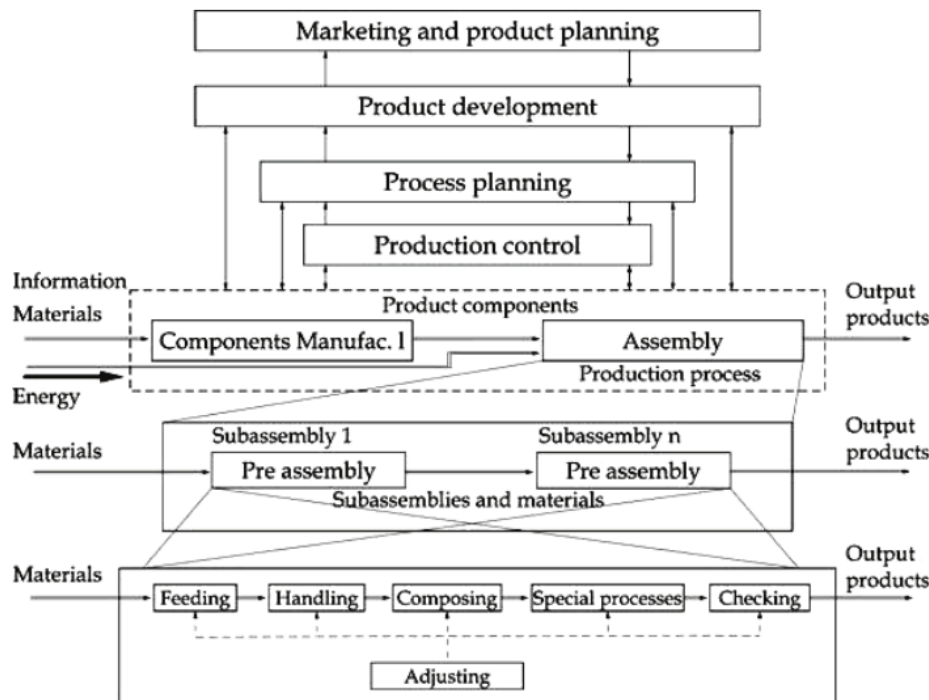 Marketing and product planning
Product development
Process planning
Production control
Information
Product components
Output
products
Materials
Components Manufac. l
Assembly
Production process
Energy
Subassembly 1
Subassembly n
Output
products
Materials
Pre assembly
Pre assembly
Subassemblies and materials
Output
products
Materials
Feeding
Handling
Composing
Special processes
Checking
Adjusting